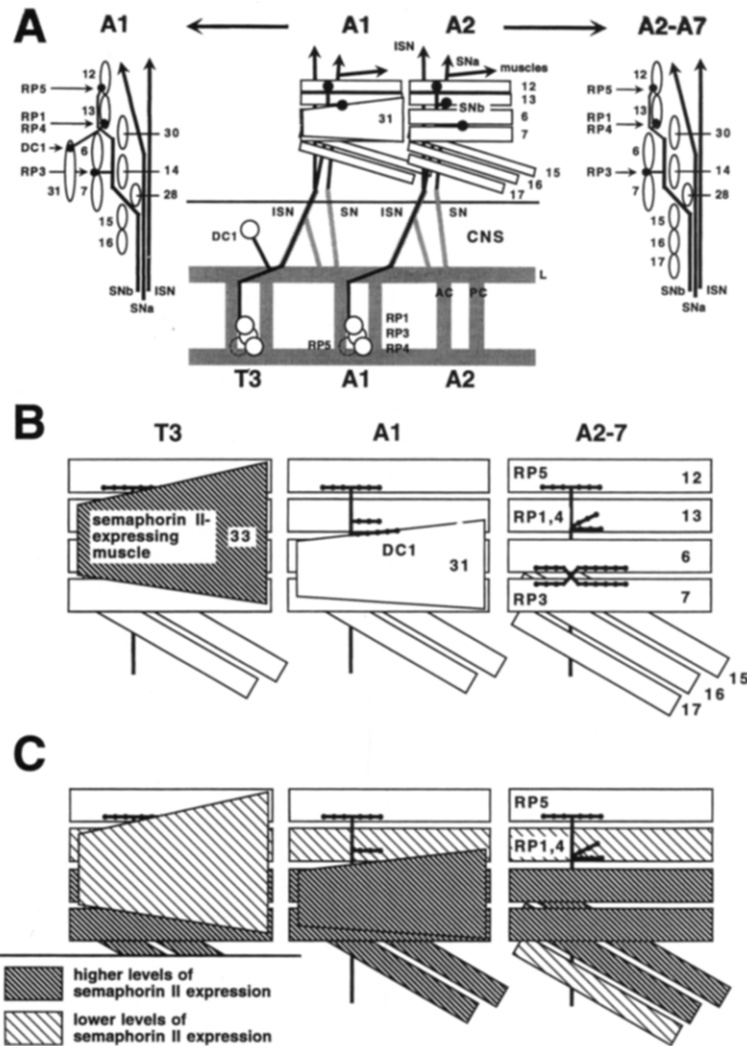 A
A1
A1
A2
A2-A7
ISN
SNa
muscles
12
13
SNb
6
7
31
15
16
17
12
RP5
13
RP1
RP4
DC1
6
RP3
7
31
30
14
28
15
16
SNb
ISN
SNa
12
RP5
13
RP1
RP4
6
RP3
7
30
14
28
15
16
17
SNb
ISN
SNa
ISN
SN
ISN
SN
DC1
CNS
L
AC
PC
RP5
RP1
RP3
RP4
T3
A1
A2
B
T3
A1
A2-7
semaphorin II-
expressing
muscle
33
DC1
31
RP5
12
RP1,4
13
6
RP3
7
15
16
17
C
RP5
RP1,4
higher levels of
semaphorin II expression
lower levels of
semaphorin II expression